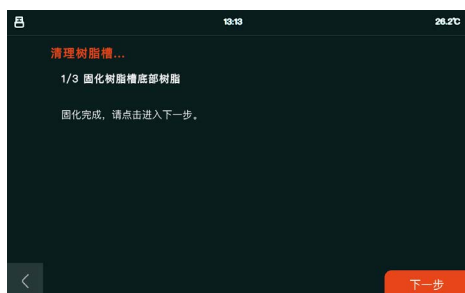 13:13
26.2℃
清理树脂槽...
1/3 固化树脂槽底部树脂
固化完成，请点击进入下一步。
下一步